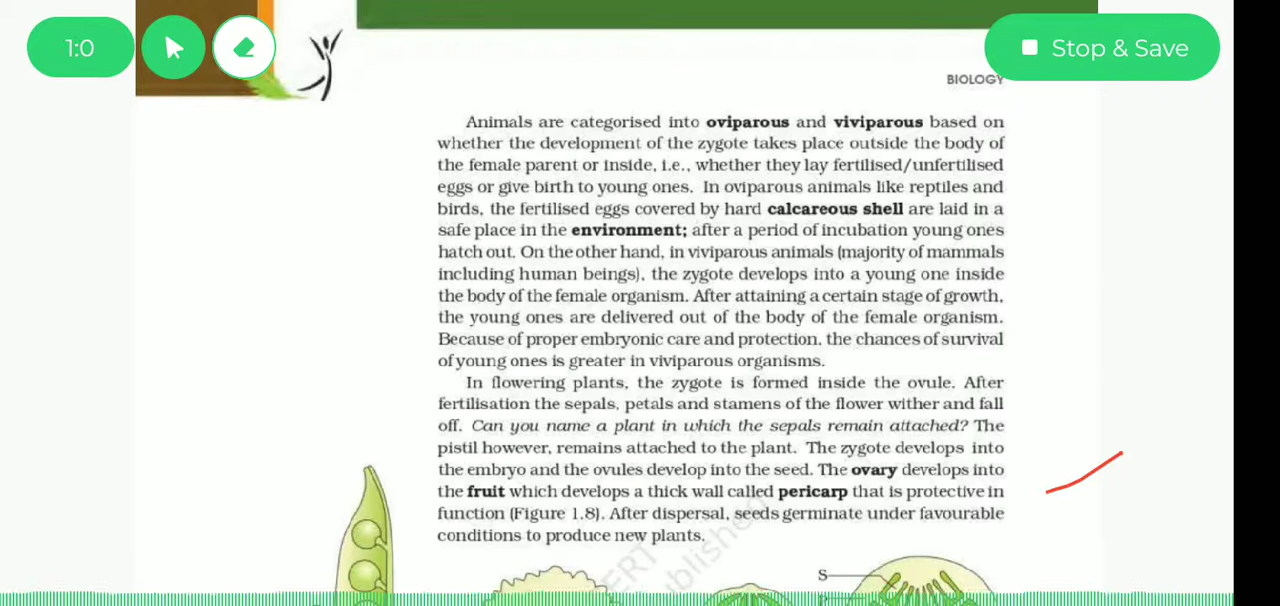 1:0
Stop & Save
BIOLOGY
Animals are categorised into oviparous and viviparous based on
whether the development of the zygote takes place outside the body of
the female parent or inside, i.e., whether they lay fertilised/unfertilised
eggs or give birth to young ones. In oviparous animals like reptiles and
birds, the fertilised eggs covered by hard calcareous shell are laid in a
safe place in the environment; after a period of incubation young ones
hatch out. On the other hand, in viviparous animals (majority of mammals
including human beings), the zygote develops into a young one inside
the body of the female organism. After attaining a certain stage of growth,
the young ones are delivered out of the body of the female organism.
Because of proper embryonic care and protection, the chances of survival
of young ones is greater in viviparous organisms.
In flowering plants, the zygote is formed inside the ovule. After
fertilisation the sepals, petals and stamens of the flower wither and fall
off. Can you name a plant in which the sepals remain attached? The
pistil however, remains attached to the plant. The zygote develops into
the embryo and the ovules develop into the seed. The ovary develops into
the fruit which develops a thick wall called pericarp that is protective in
function (Figure 1.8). After dispersal, seeds germinate under favourable
conditions to produce new plants.
S